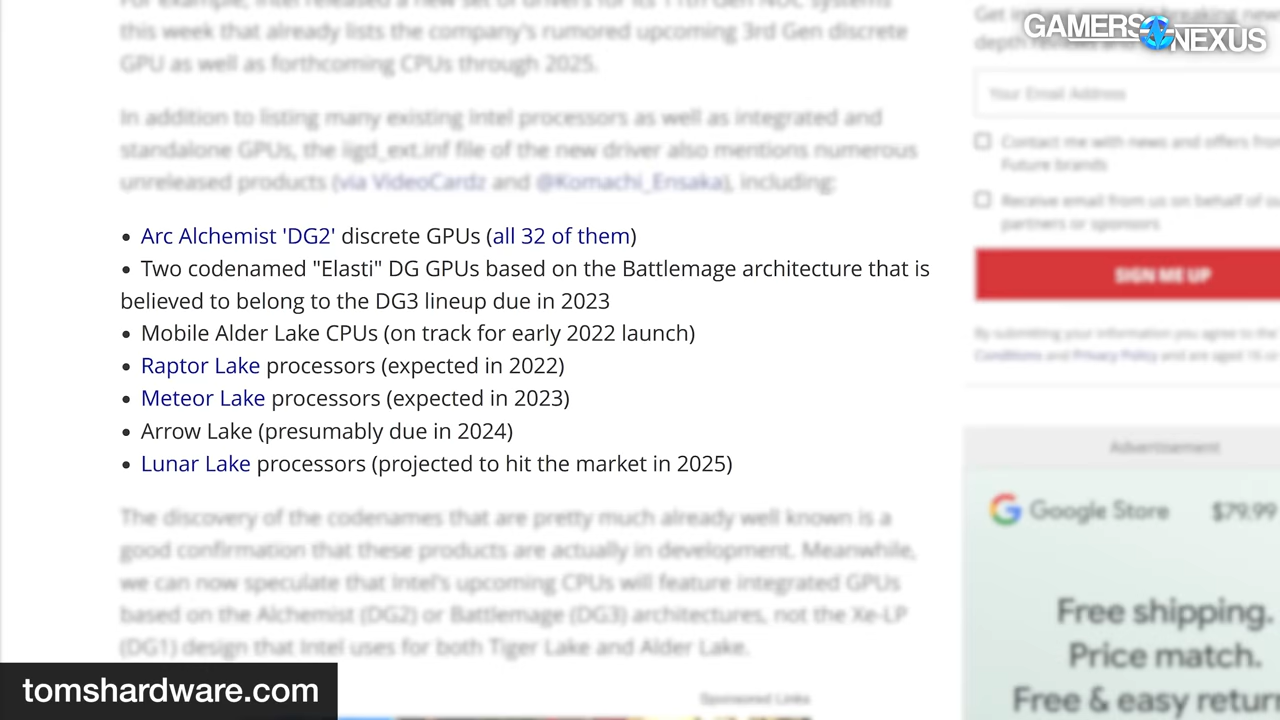 For example, Intel released a new set of drivers for its 11th Gen NUC systems
this week that already lists the company's rumored upcoming 3rd Gen discrete
GPU as well as forthcoming CPUs through 2025.
In addition to listing many existing Intel processors as well as integrated and
standalone GPUs, the iigd_ext.inf file of the new driver also mentions numerous
unreleased products (via VideoCardz and @Komachi_Ensaka), including:
• Arc Alchemist 'DG2' discrete GPUs (all 32 of them)
• Two codenamed "Elasti" DG GPUs based on the Battlemage architecture that is
believed to belong to the DG3 lineup due in 2023
• Mobile Alder Lake CPUs (on track for early 2022 launch)
• Raptor Lake processors (expected in 2022)
• Meteor Lake processors (expected in 2023)
• Arrow Lake (presumably due in 2024)
• Lunar Lake processors (projected to hit the market in 2025)
The discovery of the codenames that are pretty much already well known is a
good confirmation that these products are actually in development. Meanwhile,
we can now speculate that Intel's upcoming CPUs will feature integrated GPUs
based on the Alchemist (DG2) or Battlemage (DG3) architectures, not the Xe-LP
(DG1) design that Intel uses for both Tiger Lake and Alder Lake.
Sponsored Links
tomshardware.com
GAMERS NEXUS
Get breaking
depth
Your Email Address
Contact me with news and offers from
Future brands
Receive email from us on behalf of
partners or sponsors
SIGN ME UP
By submitting your information you agree to the
Conditions and Privacy Policy and are aged 16 or
Advertisement
Google Store $79.99
Free shipping.
Price match.
Free & easy